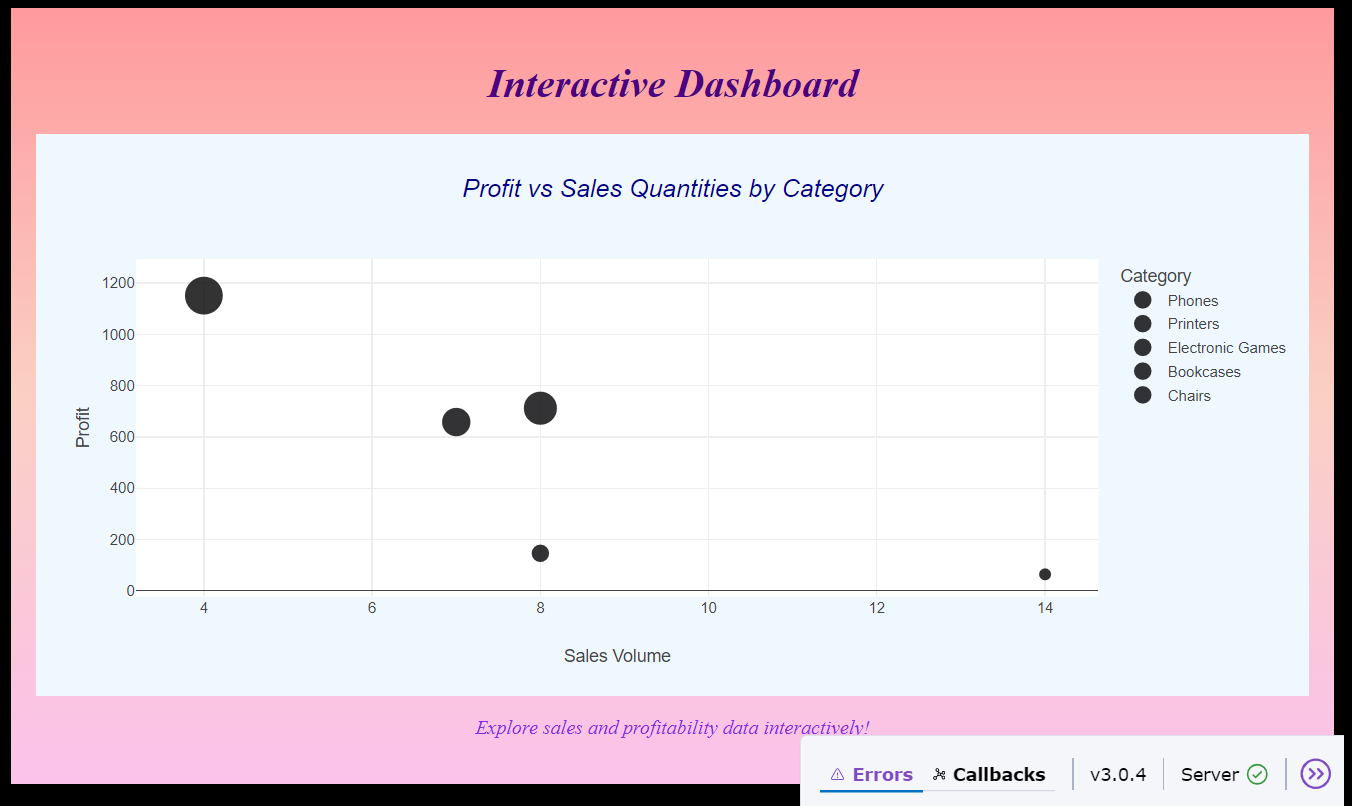 Interactive Dashboard
Profit vs Sales Quantities by Category
Category
Phones
Printers
Electronic Games
Bookcases
Chairs
Profit
1200
1000
800
600
400
200
0
4 6 8 10 12 14
Sales Volume
Explore sales and profitability data interactively!
Errors Callbacks v3.0.4 Server